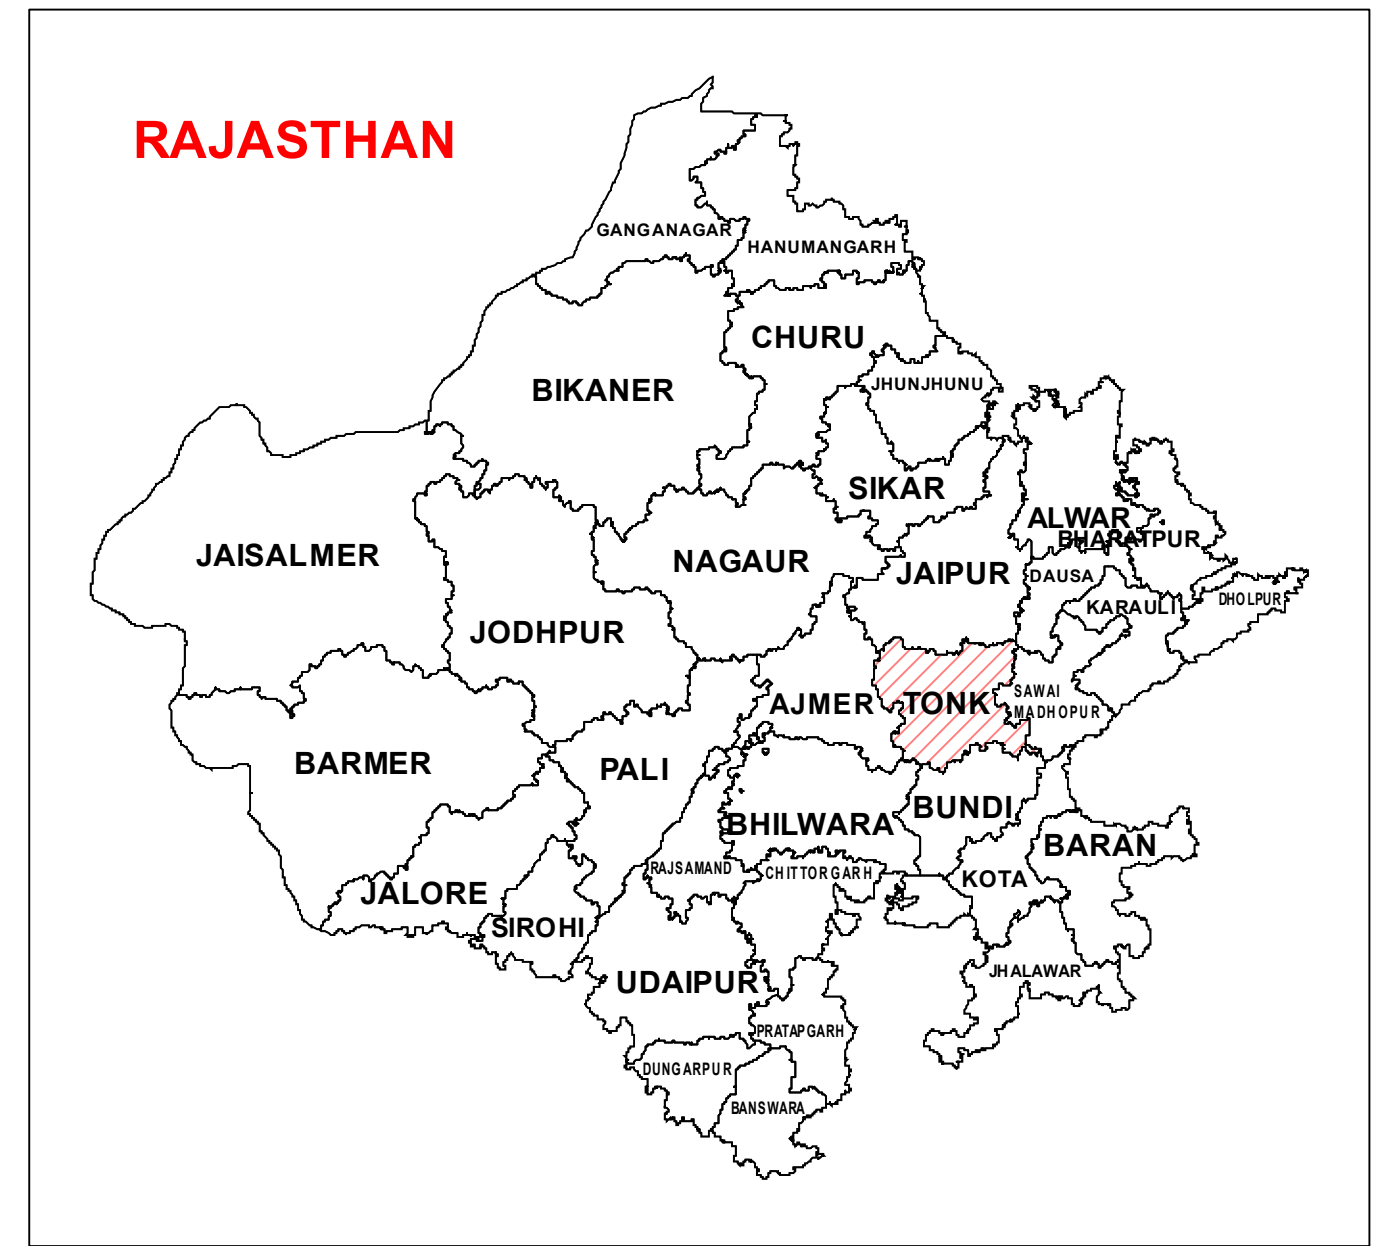 RAJASTHAN
GANGANAGAR
HANUMANGARH
CHURU
BIKANER
JHUNJHUNU
SIKAR
ALWAR
BHARATPUR
JAISALMER
NAGAUR
JAIPUR
DAUSA
KARAULI
DHOLPUR
JODHPUR
AJMER
TONK
SAWAI
MADHOPUR
BARMER
PALI
BHILWARA
BUNDI
BARAN
RAJSAMAND
CHITTORGARH
KOTA
JALORE
SIROHI
UDAIPUR
JHALAWAR
PRATAPGARH
DUNGARPUR
BANSWARA